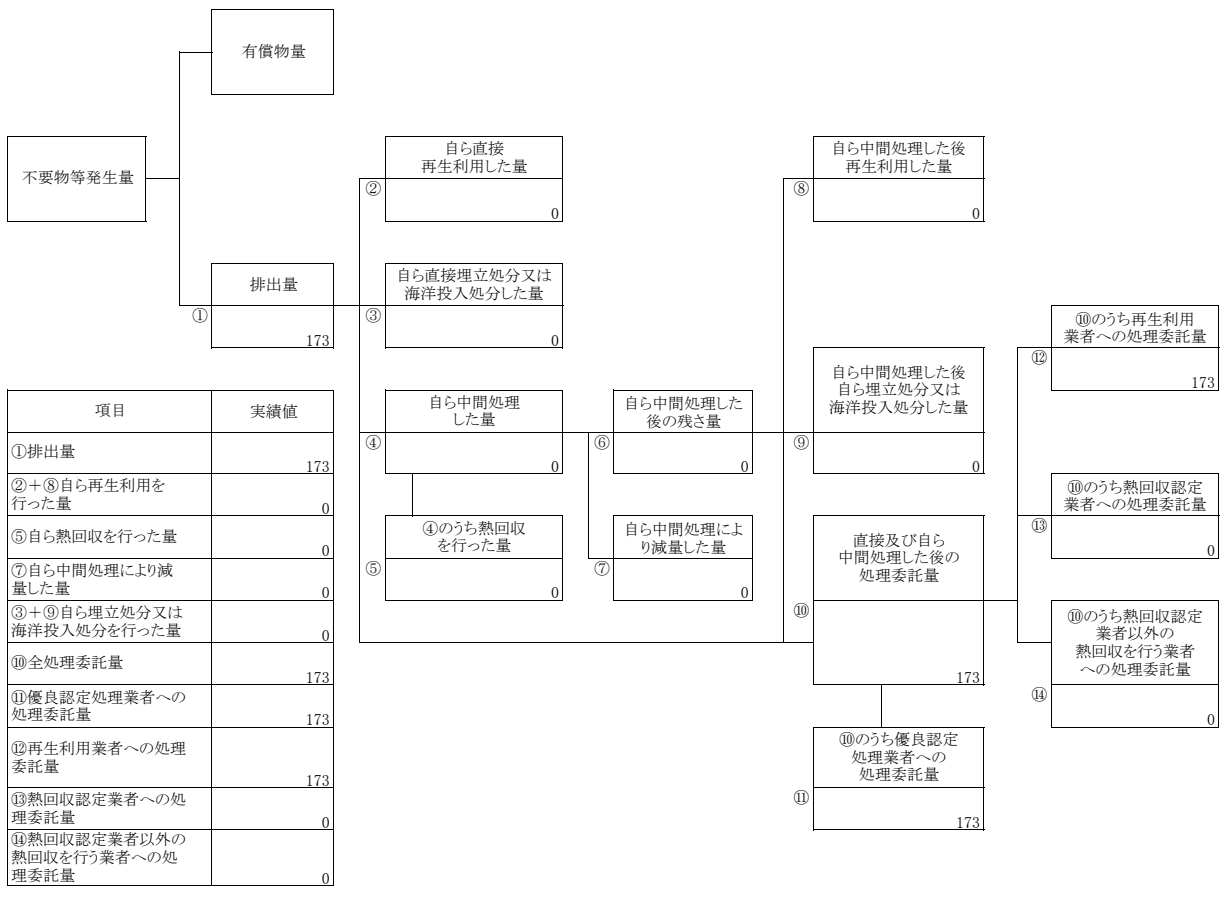 有償物量
不要物等発生量
排出量
①
173
自ら直接
再生利用した量
②
0
自ら直接埋立処分又は
海洋投入処分した量
③
0
自ら中間処理
した量
④
0
④のうち熱回収
を行った量
⑤
0
自ら中間処理した
後の残さ量
⑥
0
自ら中間処理によ
り減量した量
⑦
0
自ら中間処理した後
再生利用した量
⑧
0
自ら中間処理した後
自ら埋立処分又は
海洋投入処分した量
⑨
0
直接及び自ら
中間処理した後の
処理委託量
⑩
173
⑩のうち優良認定
処理業者への
処理委託量
⑪
173
⑩のうち再生利用
業者への処理委託量
⑫
173
⑩のうち熱回収認定
業者への処理委託量
⑬
0
⑩のうち熱回収認定
業者以外の
熱回収を行う業者
への処理委託量
⑭
0
項目 実績値
①排出量
173
②+⑧自ら再生利用を
行った量
0
⑤自ら熱回収を行った量
0
⑦自ら中間処理により減
量した量
0
③+⑨自ら埋立処分又は
海洋投入処分を行った量
0
⑩全処理委託量
173
⑪優良認定処理業者への
処理委託量
173
⑫再生利用業者への処理
委託量
173
⑬熱回収認定業者への処
理委託量
0
⑭熱回収認定業者以外の
熱回収を行う業者への処
理委託量
0